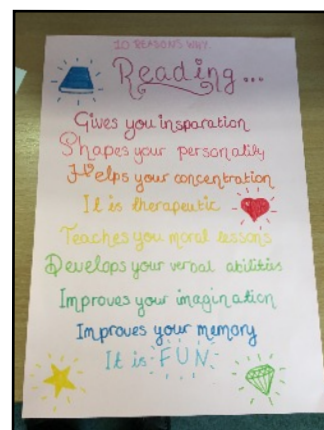 10 REASONS WHY
Reading...
Gives you insparation
Shapes your personality
Helps your concentration
It is therapeutic
Teaches you moral lessons
Develops your verbal abilities
Improves your imagination
Improves your memory
It is FUN